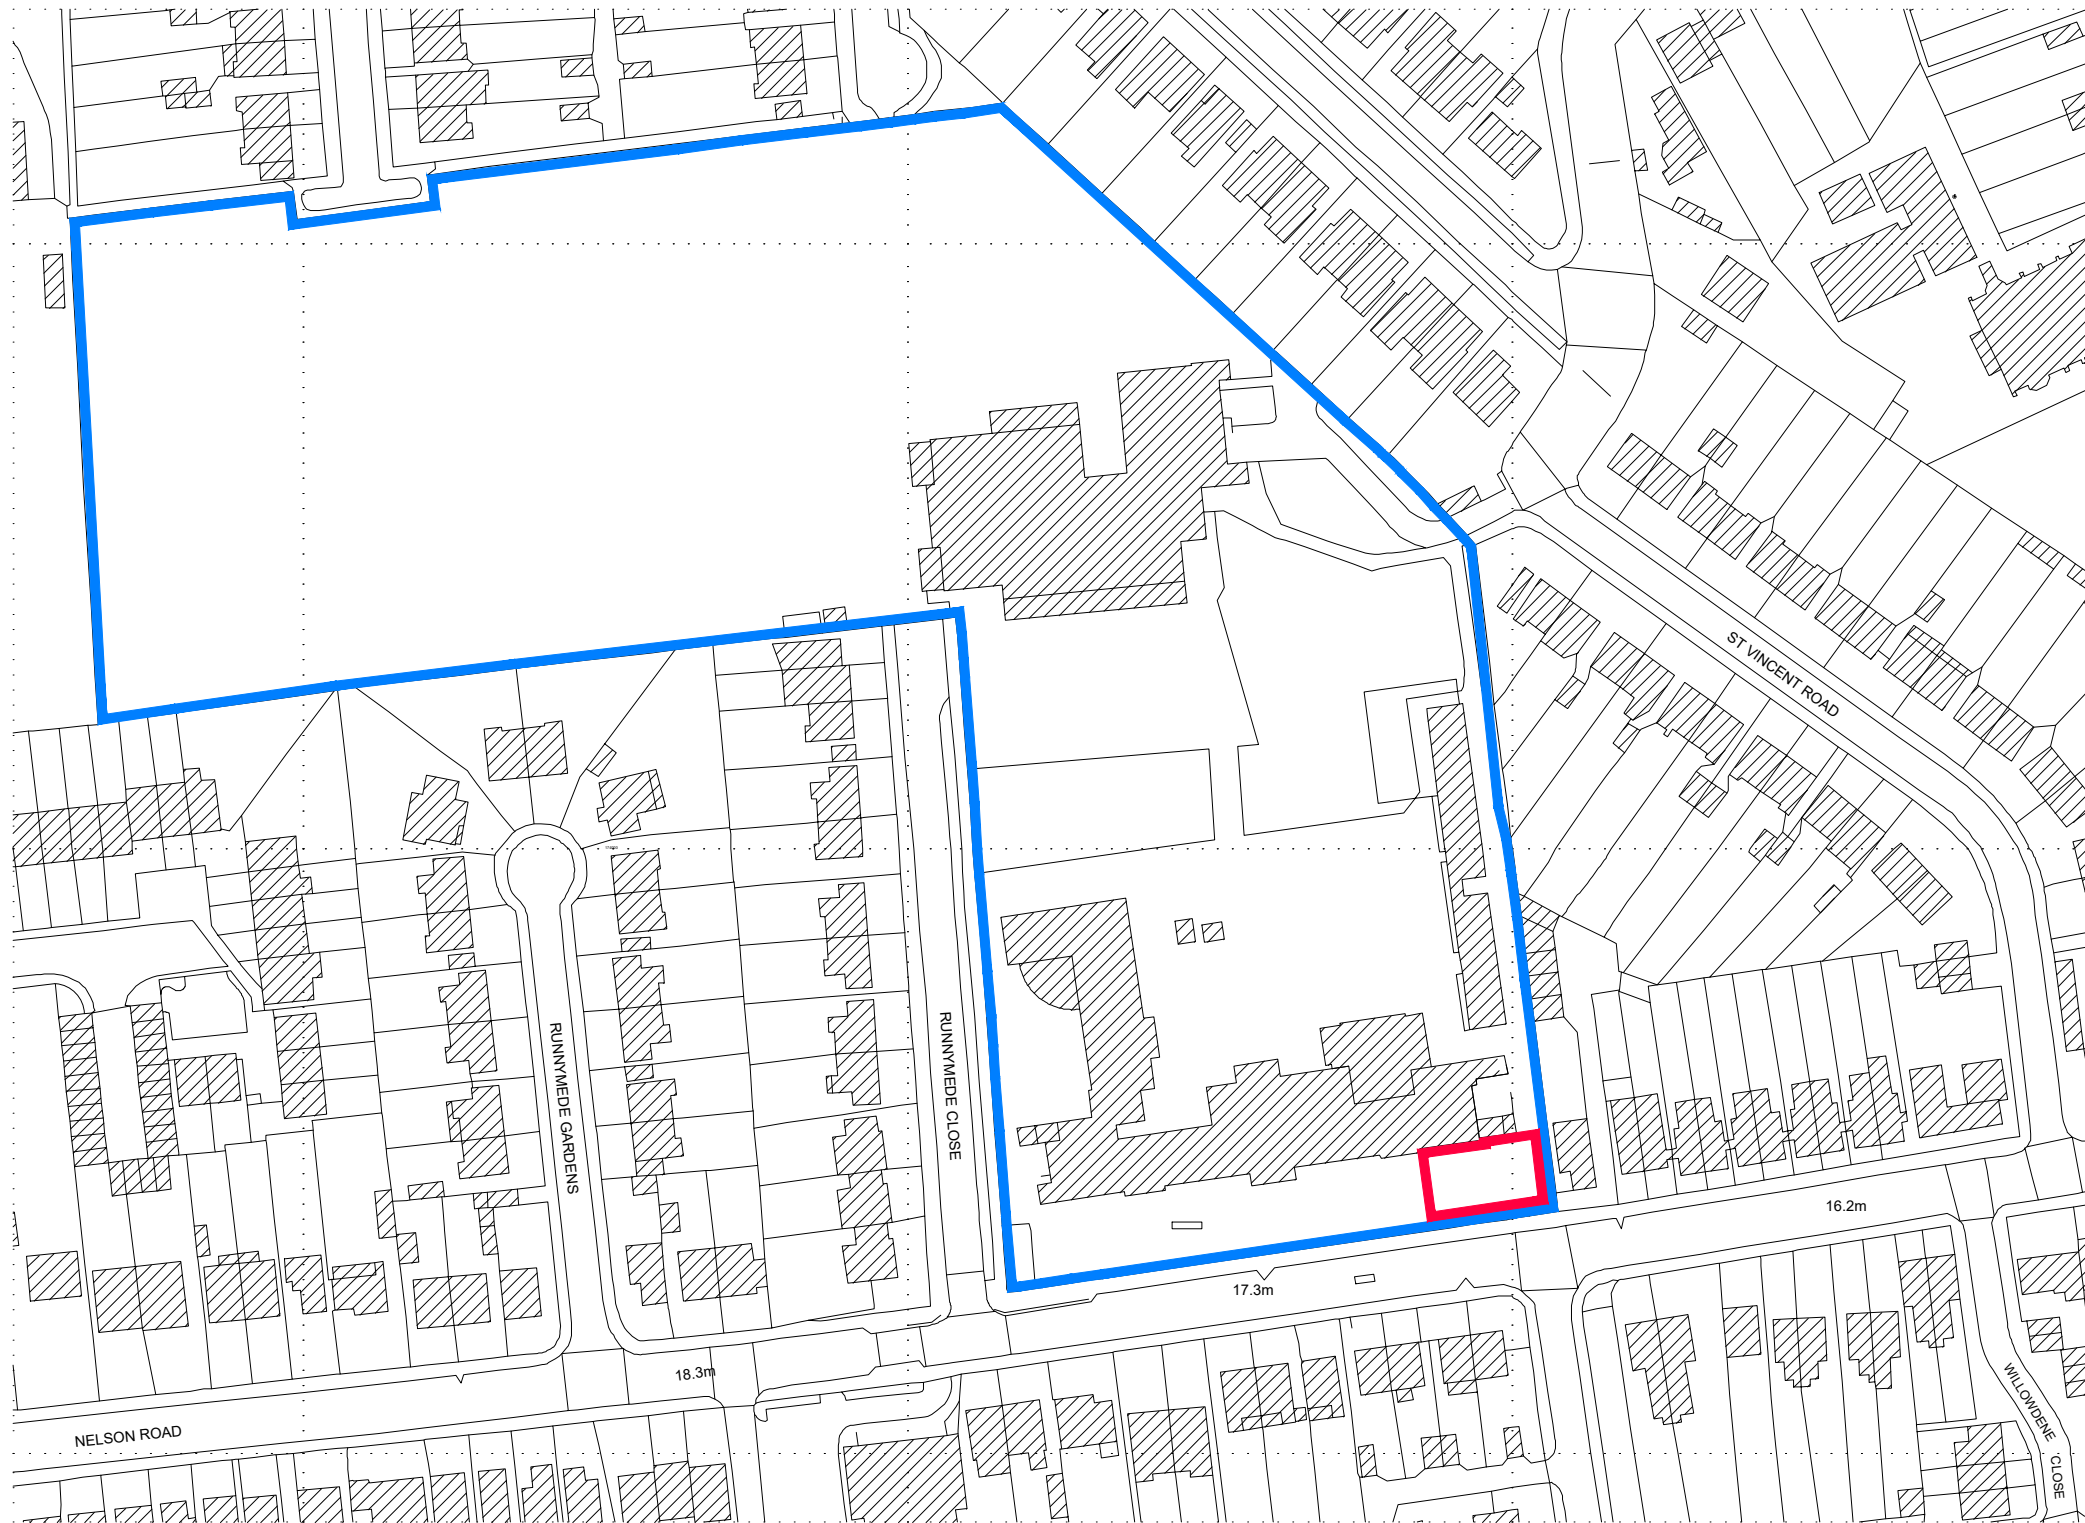 ST VINCENT ROAD
RUNNYMEDE GARDENS
RUNNYMEDE CLOSE
16.2m
17.3m
18.3m
NELSON ROAD
WILLOWDENE CLOSE